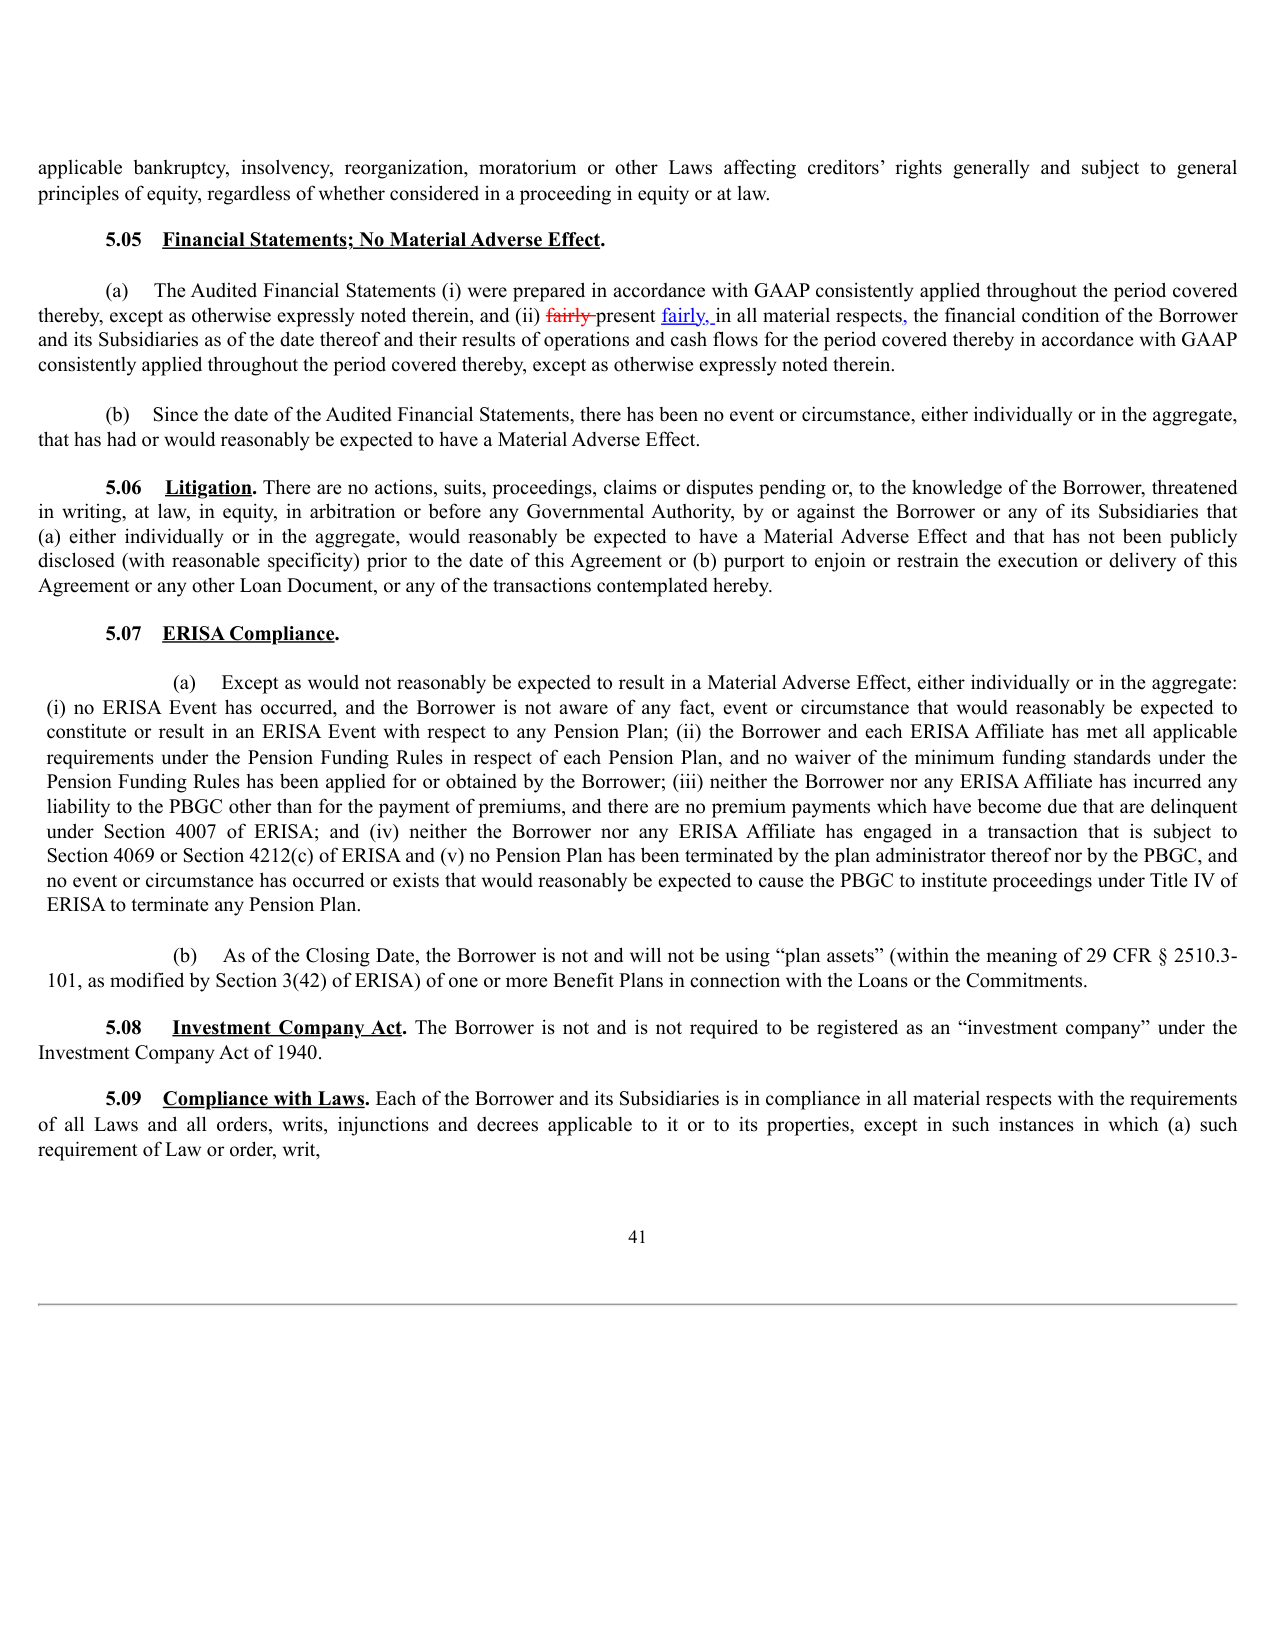 applicable bankruptcy, insolvency, reorganization, moratorium or other Laws affecting creditors’ rights generally and subject to general
principles of equity, regardless of whether considered in a proceeding in equity or at law.
5.05 Financial Statements; No Material Adverse Effect.
(a) The Audited Financial Statements (i) were prepared in accordance with GAAP consistently applied throughout the period covered
thereby, except as otherwise expressly noted therein, and (ii) fairly present fairly, in all material respects, the financial condition of the Borrower
and its Subsidiaries as of the date thereof and their results of operations and cash flows for the period covered thereby in accordance with GAAP
consistently applied throughout the period covered thereby, except as otherwise expressly noted therein.
(b) Since the date of the Audited Financial Statements, there has been no event or circumstance, either individually or in the aggregate,
that has had or would reasonably be expected to have a Material Adverse Effect.
5.06 Litigation. There are no actions, suits, proceedings, claims or disputes pending or, to the knowledge of the Borrower, threatened
in writing, at law, in equity, in arbitration or before any Governmental Authority, by or against the Borrower or any of its Subsidiaries that
(a) either individually or in the aggregate, would reasonably be expected to have a Material Adverse Effect and that has not been publicly
disclosed (with reasonable specificity) prior to the date of this Agreement or (b) purport to enjoin or restrain the execution or delivery of this
Agreement or any other Loan Document, or any of the transactions contemplated hereby.
5.07 ERISA Compliance.
(a) Except as would not reasonably be expected to result in a Material Adverse Effect, either individually or in the aggregate:
(i) no ERISA Event has occurred, and the Borrower is not aware of any fact, event or circumstance that would reasonably be expected to
constitute or result in an ERISA Event with respect to any Pension Plan; (ii) the Borrower and each ERISA Affiliate has met all applicable
requirements under the Pension Funding Rules in respect of each Pension Plan, and no waiver of the minimum funding standards under the
Pension Funding Rules has been applied for or obtained by the Borrower; (iii) neither the Borrower nor any ERISA Affiliate has incurred any
liability to the PBGC other than for the payment of premiums, and there are no premium payments which have become due that are delinquent
under Section 4007 of ERISA; and (iv) neither the Borrower nor any ERISA Affiliate has engaged in a transaction that is subject to
Section 4069 or Section 4212(c) of ERISA and (v) no Pension Plan has been terminated by the plan administrator thereof nor by the PBGC, and
no event or circumstance has occurred or exists that would reasonably be expected to cause the PBGC to institute proceedings under Title IV of
ERISA to terminate any Pension Plan.
(b) As of the Closing Date, the Borrower is not and will not be using “plan assets” (within the meaning of 29 CFR § 2510.3-
101, as modified by Section 3(42) of ERISA) of one or more Benefit Plans in connection with the Loans or the Commitments.
5.08 Investment Company Act. The Borrower is not and is not required to be registered as an “investment company” under the
Investment Company Act of 1940.
5.09 Compliance with Laws. Each of the Borrower and its Subsidiaries is in compliance in all material respects with the requirements
of all Laws and all orders, writs, injunctions and decrees applicable to it or to its properties, except in such instances in which (a) such
requirement of Law or order, writ,
41